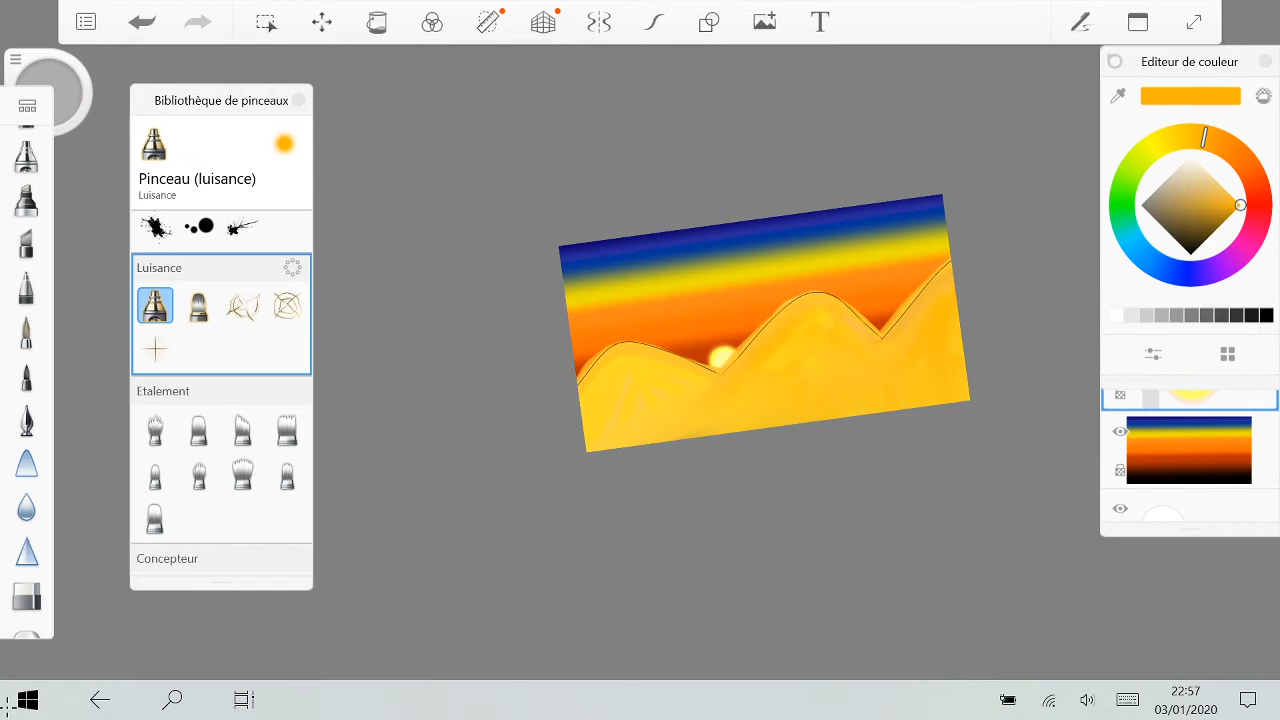 T
Bibliothèque de pinceaux
Pinceau (luisance)
Luisance
Luisance
Etalement
Concepteur
Editeur de couleur
22:57
03/01/2020